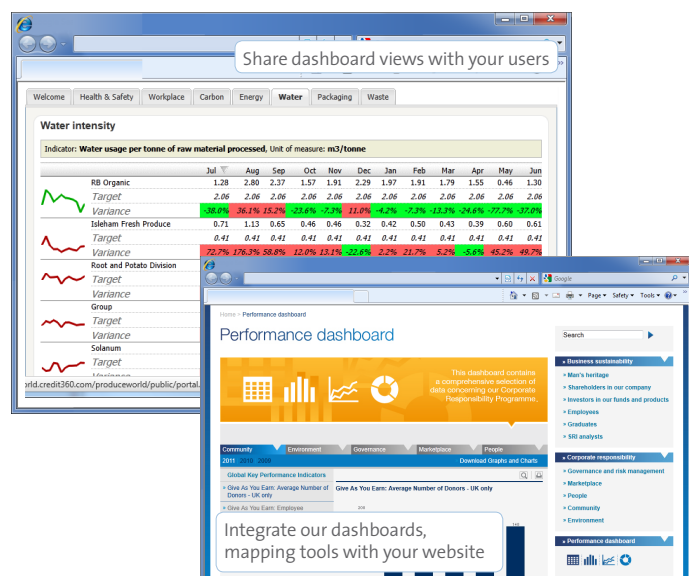 Share dashboard views with your users
Welcome Health & Safety Workplace Carbon Energy Water Packaging Waste
Water intensity
Indicator: Water usage per tonne of raw material processed, Unit of measure: m3/tonne
Jul Aug Sep Oct Nov Dec Jan Feb Mar Apr May Jun
RB Organic 1.28 2.80 2.37 1.57 1.91 2.29 1.97 1.91 1.79 1.55 0.46 1.30
Target 2.06 2.06 2.06 2.06 2.06 2.06 2.06 2.06 2.06 2.06 2.06 2.06
Variance -38.0% 36.1% 15.2% -23.6% -7.3% 11.0% -4.2% -7.3% -13.3% -24.6% -77.7% -37.0%
Isleham Fresh Produce 0.71 1.13 0.65 0.46 0.46 0.32 0.42 0.50 0.43 0.39 0.60 0.61
Target 0.41 0.41 0.41 0.41 0.41 0.41 0.41 0.41 0.41 0.41 0.41 0.41
Variance 72.7% 176.3% 58.8% 12.0% 13.1% -22.6% 2.2% 21.7% 5.2% -5.6% 45.2% 49.7%
Root and Potato Division
Target
Variance
Group
Target
Variance
Solanum
Target
Variance
rld.credit360.com/produceworld/public/portal.
Google
Page Safety Tools
Home > Performance dashboard
Performance dashboard
This dashboard contains
a comprehensive selection of
data concerning our Corporate
Responsibility Programme.
Community Environment Governance Marketplace People
2011 2010 2009 Download Graphs and Charts
Global Key Performance Indicators
Give As You Earn: Average Number of
Donors - UK only
Give As You Earn: Employee
Give As You Earn: Average Number of Donors - UK only
200
Integrate our dashboards,
mapping tools with your website
Search
Business sustainability
Man's heritage
Shareholders in our company
Investors in our funds and products
Employees
Graduates
SRI analysts
Corporate responsibility
Governance and risk management
Marketplace
People
Community
Environment
Performance dashboard